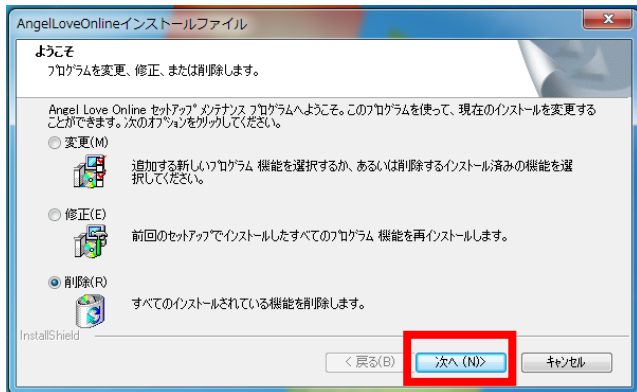 AngelLoveOnlineインストールファイル
ようこそ
プログラムを変更、修正、または削除します。
Angel Love Online セットアップ メンテナンス プログラムへようこそ。このプログラムを使って、現在のインストールを変更する
ことができます。次のオプションをクリックしてください。
変更(M)
追加する新しいプログラム 機能を選択するか、あるいは削除するインストール済みの機能を選
択してください。
修正(E)
前回のセットアップでインストールしたすべてのプログラム 機能を再インストールします。
削除(R)
すべてのインストールされている機能を削除します。
InstallShield
< 戻る(B)
次へ (N)>
キャンセル